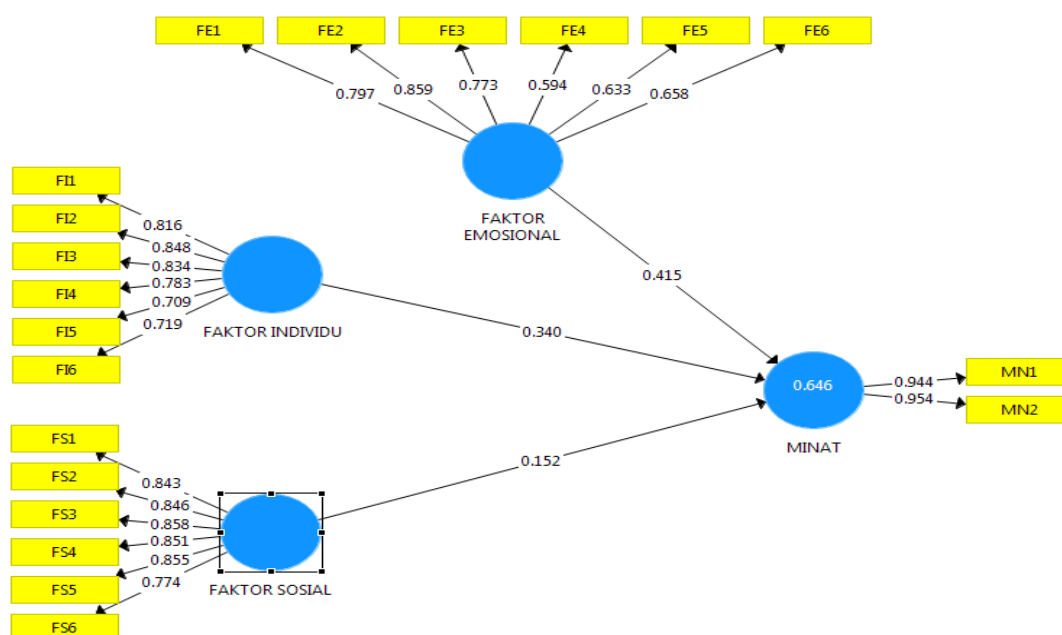 FE1
FE2
FE3
FE4
FE5
FE6
0.797
0.859
0.773
0.594
0.633
0.658
FAKTOR
EMOSIONAL
FI1
FI2
FI3
FI4
FI5
FI6
0.816
0.848
0.834
0.783
0.709
0.719
FAKTOR INDIVIDU
0.415
0.340
0.152
0.646
MINAT
0.944
0.954
MN1
MN2
FS1
FS2
FS3
FS4
FS5
FS6
0.843
0.846
0.858
0.851
0.855
0.774
FAKTOR SOSIAL